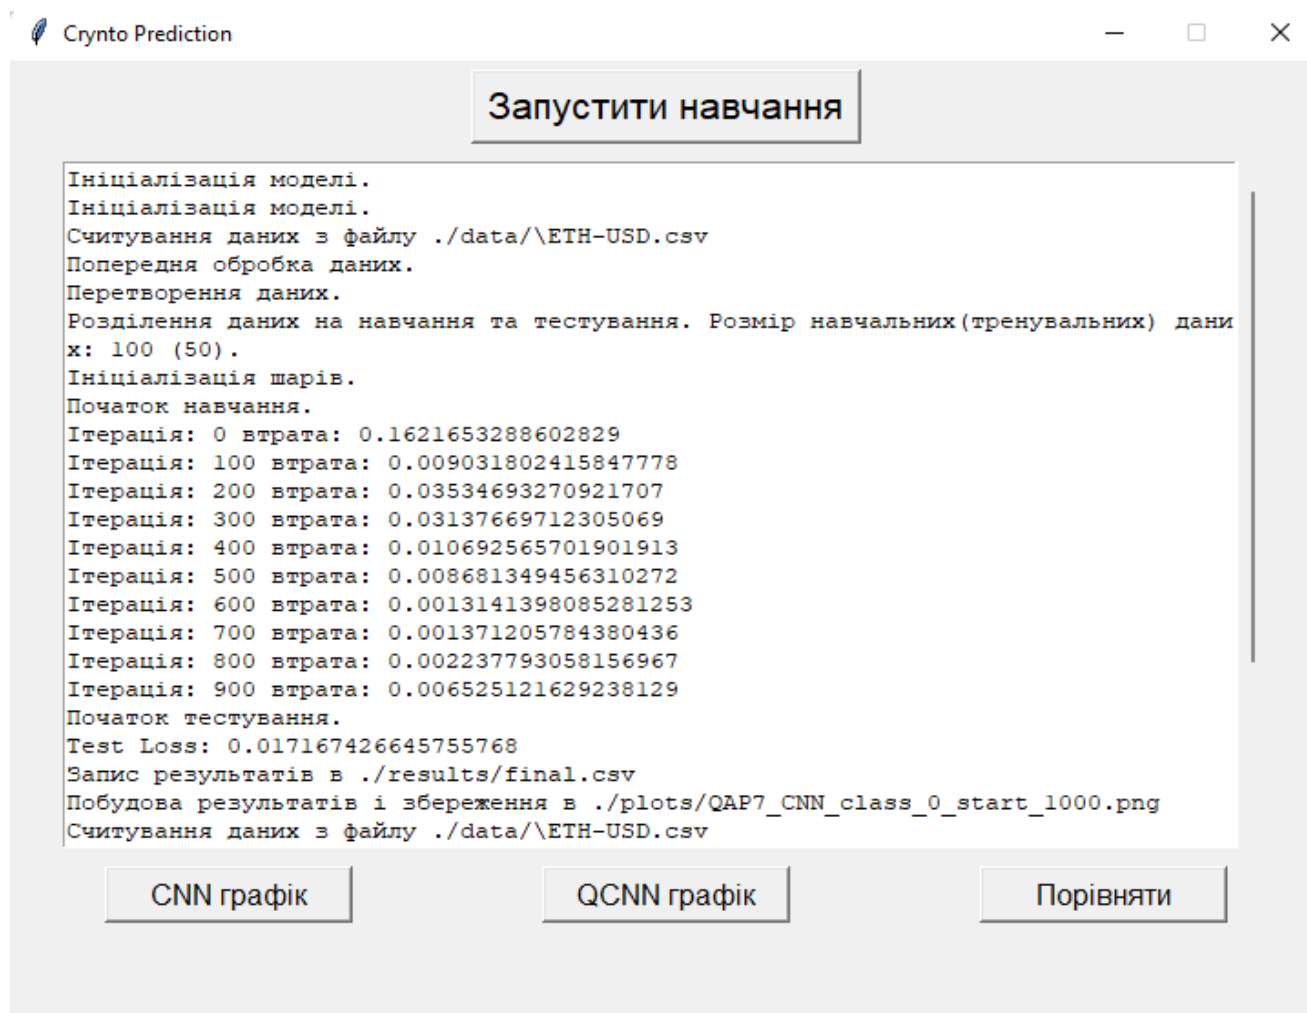 Crynto Prediction
Запустити навчання
Ініціалізація моделі.
Ініціалізація моделі.
Считування даних з файлу ./data/\ETH-USD.csv
Попередня обробка даних.
Перетворення даних.
Розділення даних на навчання та тестування. Розмір навчальних(тренувальних) дани
х: 100 (50).
Ініціалізація шарів.
Початок навчання.
Ітерація: 0 втрата: 0.1621653288602829
Ітерація: 100 втрата: 0.009031802415847778
Ітерація: 200 втрата: 0.03534693270921707
Ітерація: 300 втрата: 0.03137669712305069
Ітерація: 400 втрата: 0.010692565701901913
Ітерація: 500 втрата: 0.008681349456310272
Ітерація: 600 втрата: 0.0013141398085281253
Ітерація: 700 втрата: 0.001371205784380436
Ітерація: 800 втрата: 0.002237793058156967
Ітерація: 900 втрата: 0.006525121629238129
Початок тестування.
Test Loss: 0.017167426645755768
Запис результатів в ./results/final.csv
Побудова результатів і збереження в ./plots/QAP7_CNN_class_0_start_1000.png
Считування даних з файлу ./data/\ETH-USD.csv
CNN графік
QCNN графік
Порівняти